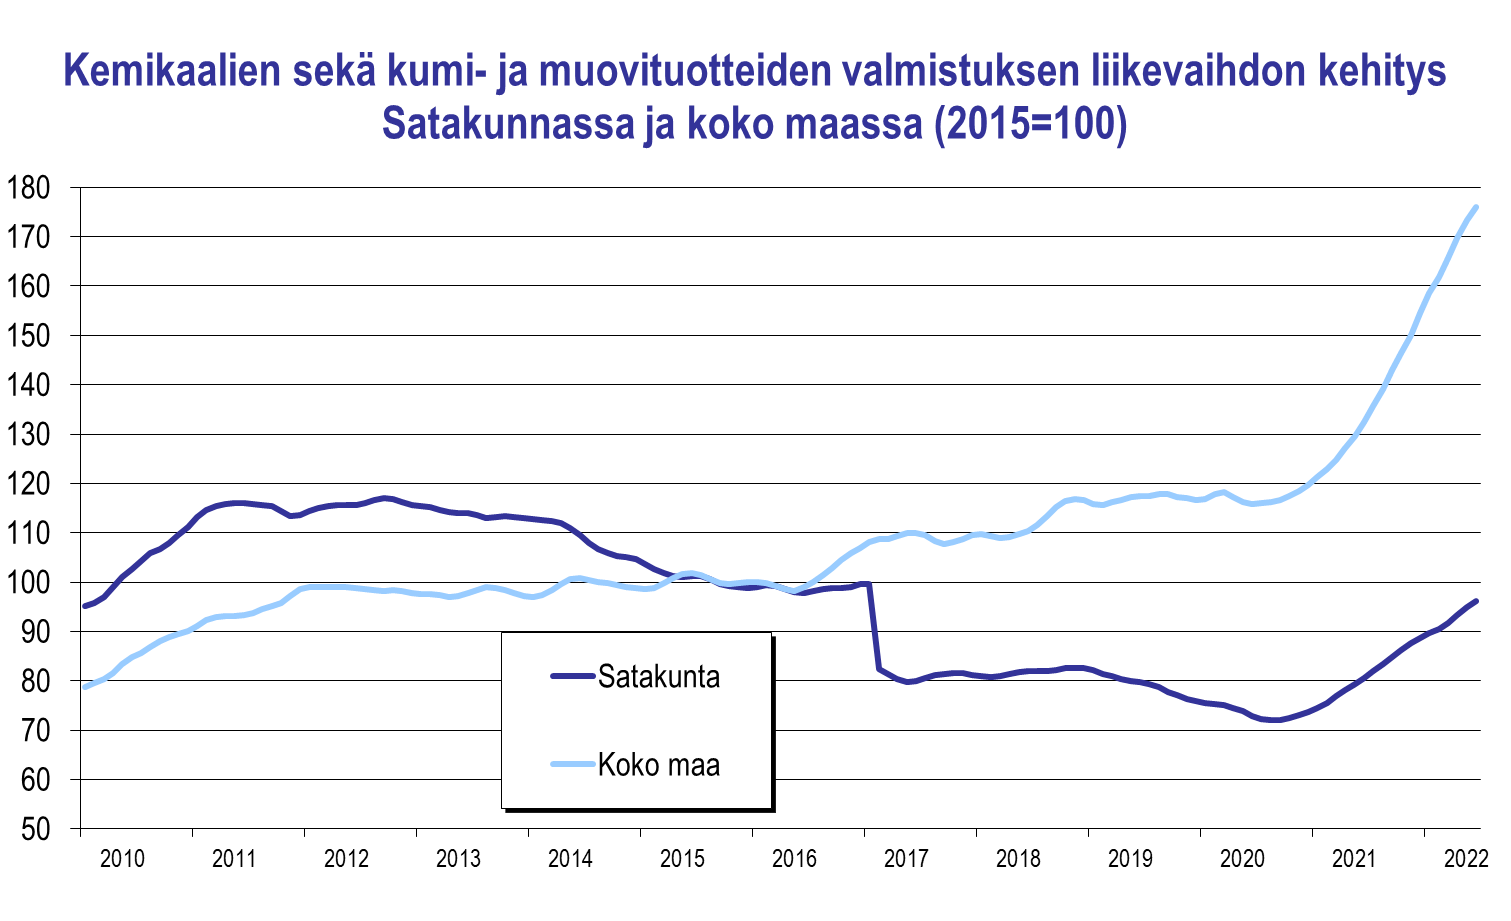 Kemikaalien sekä kumi- ja muovituotteiden valmistuksen liikevaihdon kehitys
Satakunnassa ja koko maassa (2015=100)
180
170
160
150
140
130
120
110
100
90
80
70
60
50
Satakunta
Koko maa
2010 2011 2012 2013 2014 2015 2016 2017 2018 2019 2020 2021 2022